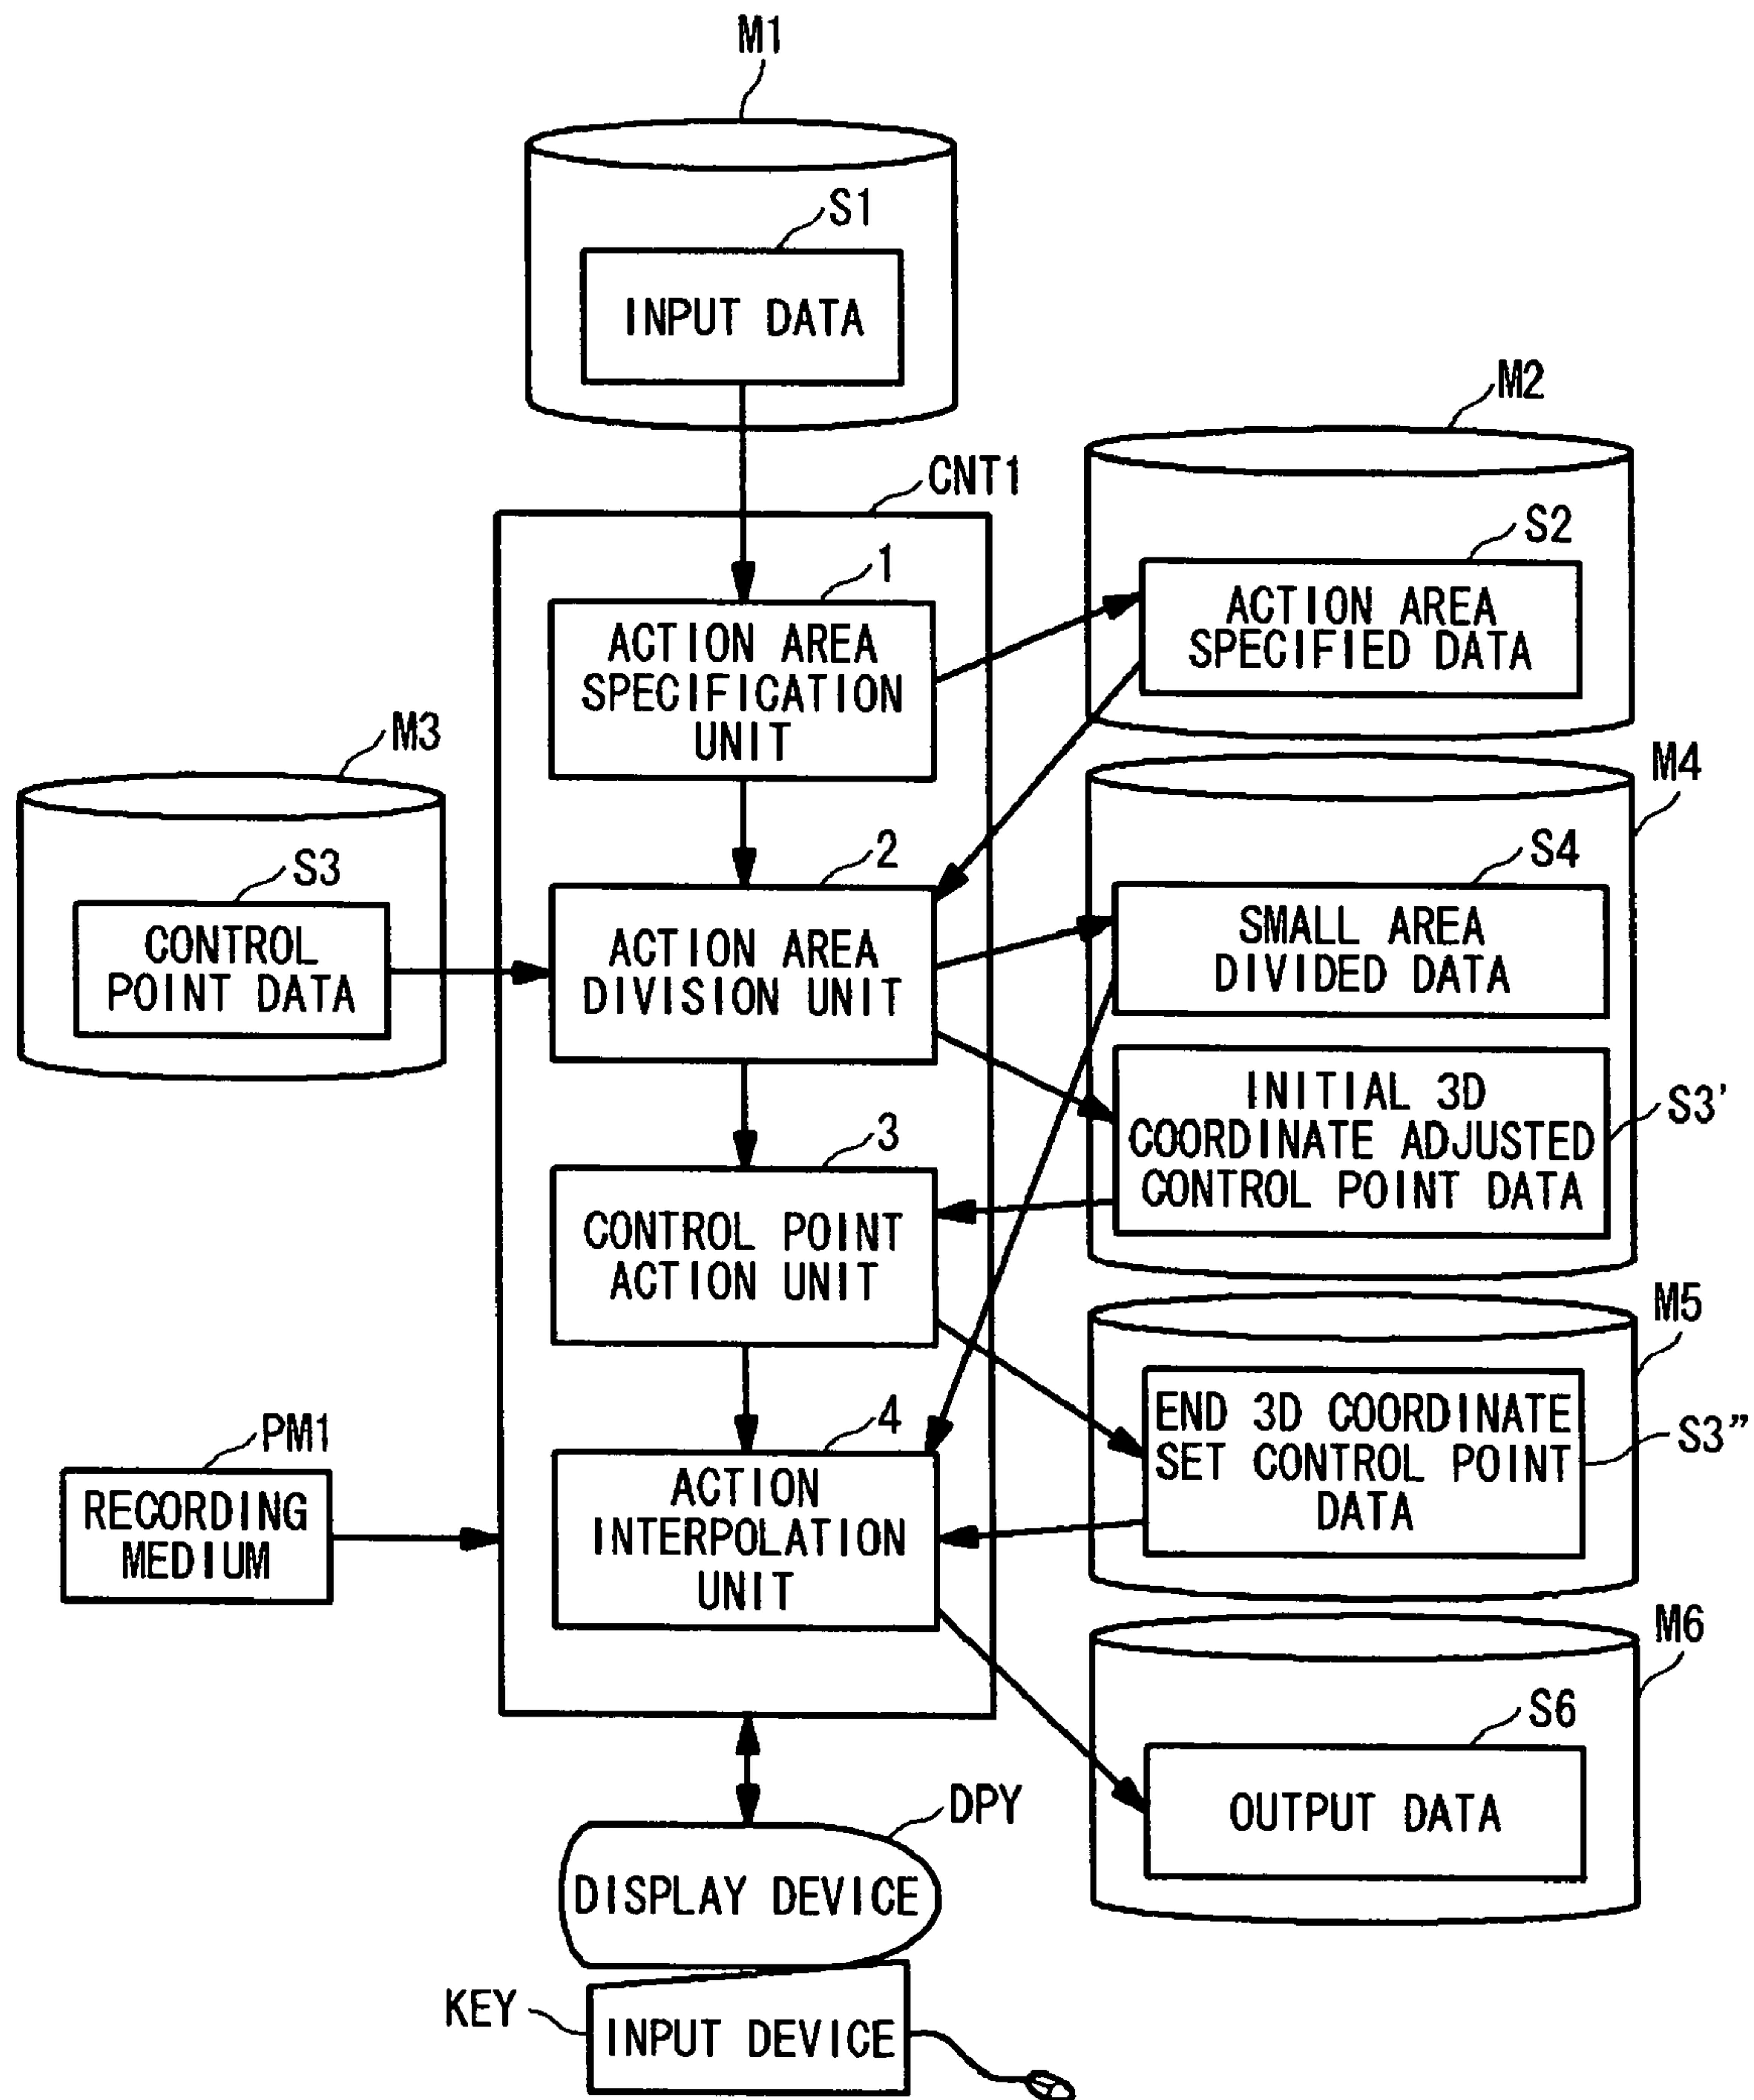 M1
S1
INPUT DATA
M2
CNT1
S2
ACTION AREA
SPECIFIED DATA
1
ACTION AREA
SPECIFICATION
UNIT
M3
M4
S3
CONTROL
POINT DATA
2
ACTION AREA
DIVISION UNIT
S4
SMALL AREA
DIVIDED DATA
INITIAL 3D
COORDINATE ADJUSTED
CONTROL POINT DATA
S3'
3
CONTROL POINT
ACTION UNIT
M5
END 3D COORDINATE
SET CONTROL POINT
DATA
S3”
PM1
RECORDING
MEDIUM
4
ACTION
INTERPOLATION
UNIT
M6
S6
OUTPUT DATA
DPY
DISPLAY DEVICE
KEY
INPUT DEVICE